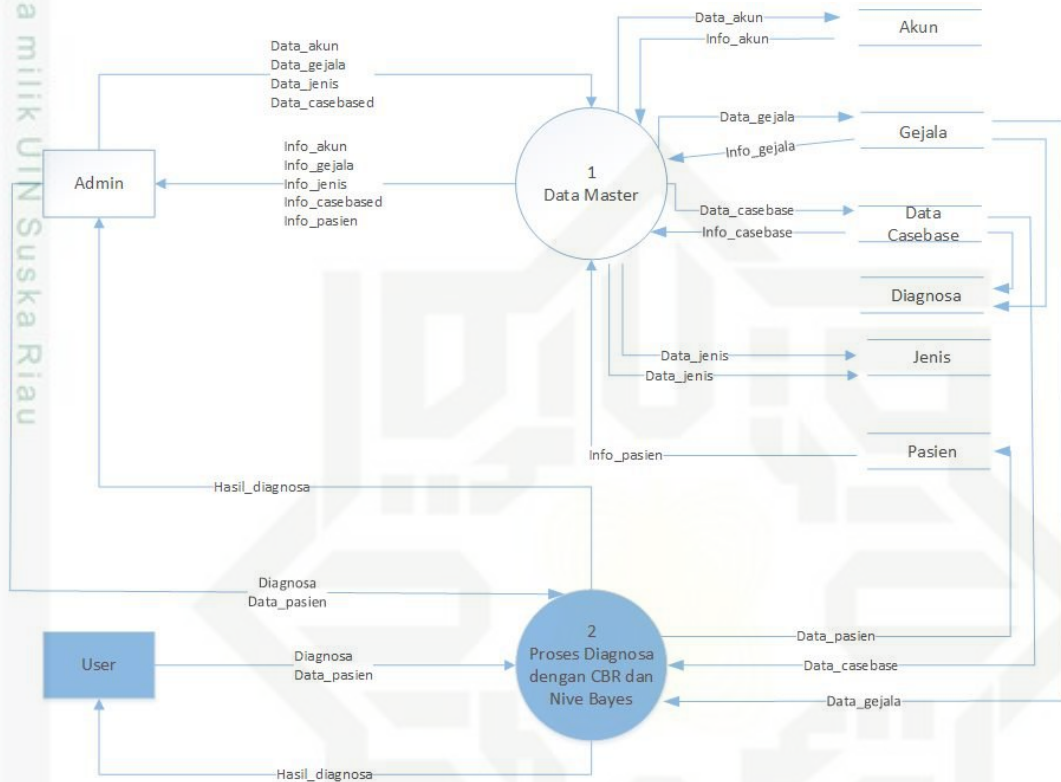 a milik UIN Suska Riau
Data_akun
Info_akun
Akun
Data_akun
Data_gejala
Data_jenis
Data_casebased
Data_gejala
Info_gejala
Gejala
Admin
Info_akun
Info_gejala
Info_jenis
Info_casebased
Info_pasien
1
Data Master
Data_casebase
Info_casebase
Data
Casebase
Diagnosa
Data_jenis
Data_jenis
Jenis
Info_pasien
Pasien
Hasil_diagnosa
Diagnosa
Data_pasien
User
Diagnosa
Data_pasien
2
Proses Diagnosa
dengan CBR dan
Nive Bayes
Data_pasien
Data_casebase
Data_gejala
Hasil_diagnosa